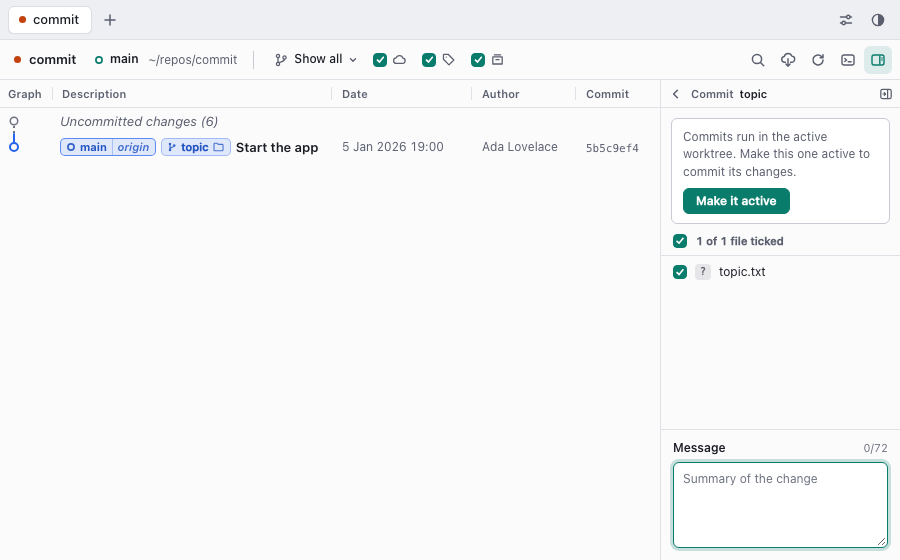 commit
commit main ~/repos/commit Show all
Graph Description Date Author Commit
Commit topic
Uncommitted changes (6)
main origin topic Start the app 5 Jan 2026 19:00 Ada Lovelace 5b5c9ef4
Commits run in the active
worktree. Make this one active to
commit its changes.
Make it active
1 of 1 file ticked
? topic.txt
Message 0/72
Summary of the change